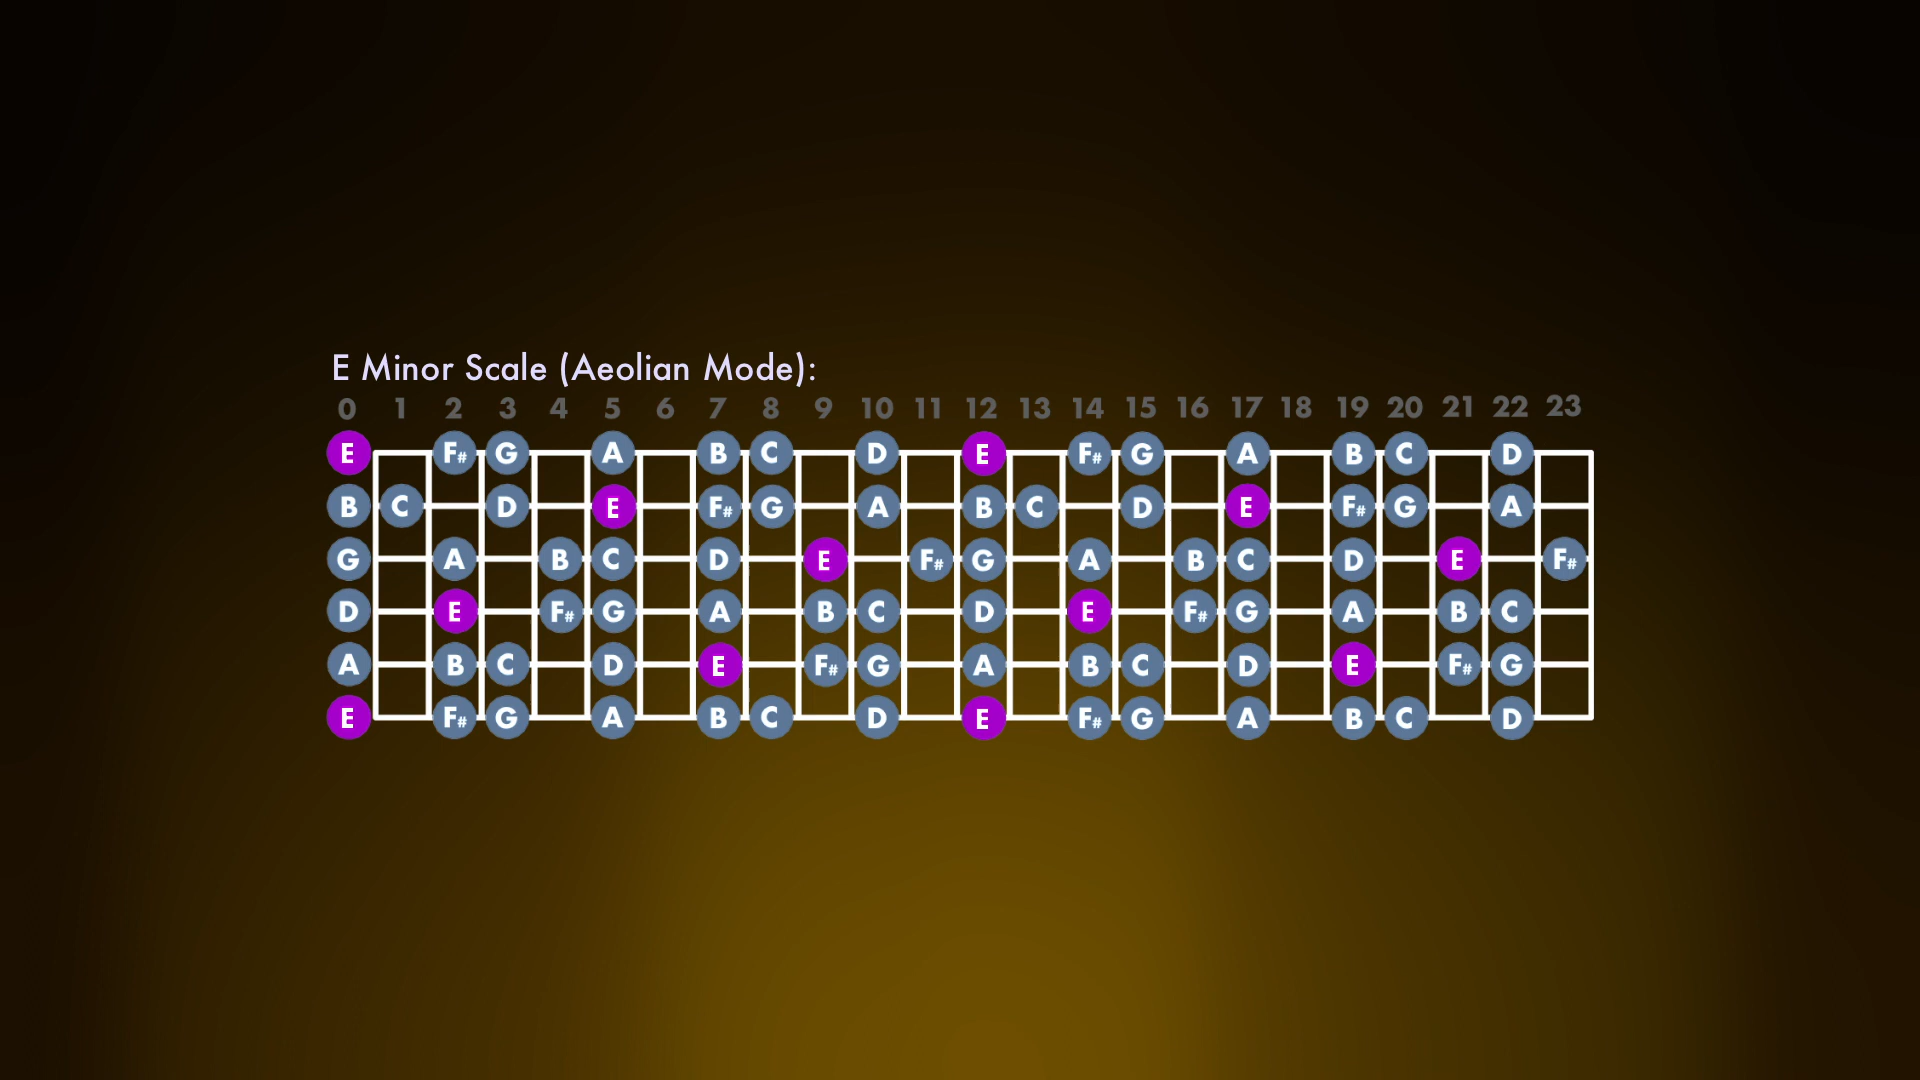 E Minor Scale (Aeolian Mode):
0 1 2 3 4 5 6 7 8 9 10 11 12 13 14 15 16 17 18 19 20 21 22 23
E F# G A B C D E F# G A B C D
B C D E F# G A B C D E F# G A
G A B C D E F# G A B C D E F#
D E F# G A B C D E F# G A B C
A B C D E F# G A B C D E F# G
E F# G A B C D E F# G A B C D